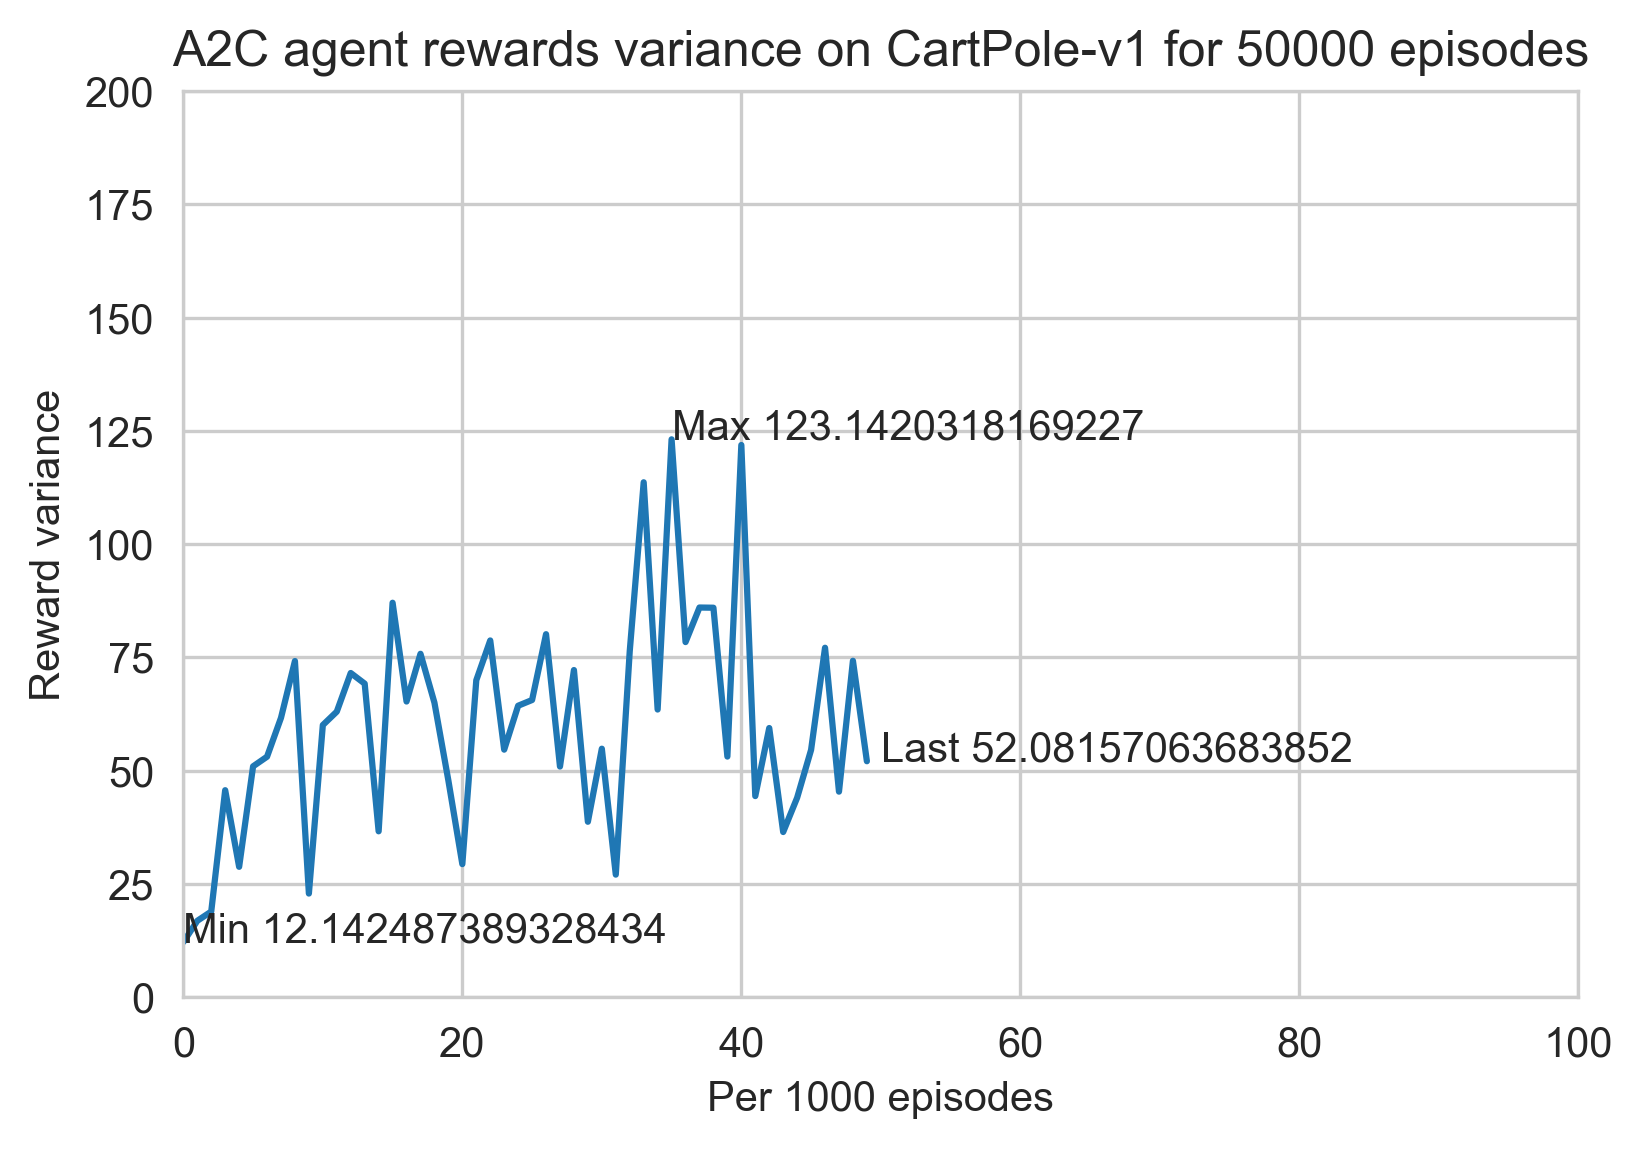 A2C agent rewards variance on CartPole-v1 for 50000 episodes
200
175
150
125
100
75
50
25
0
Reward variance
Max 123.1420318169227
Last 52.08157063683852
Min 12.142487389328434
0 20 40 60 80 100
Per 1000 episodes